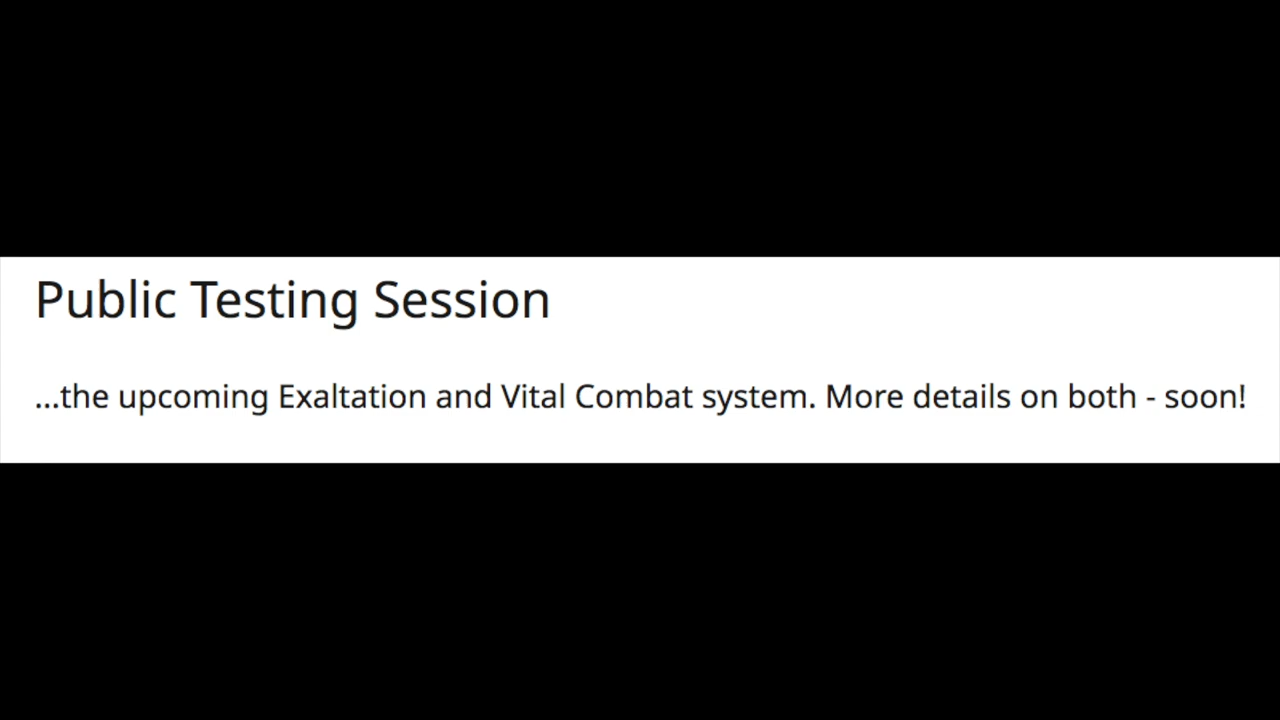 Public Testing Session
...the upcoming Exaltation and Vital Combat system. More details on both - soon!